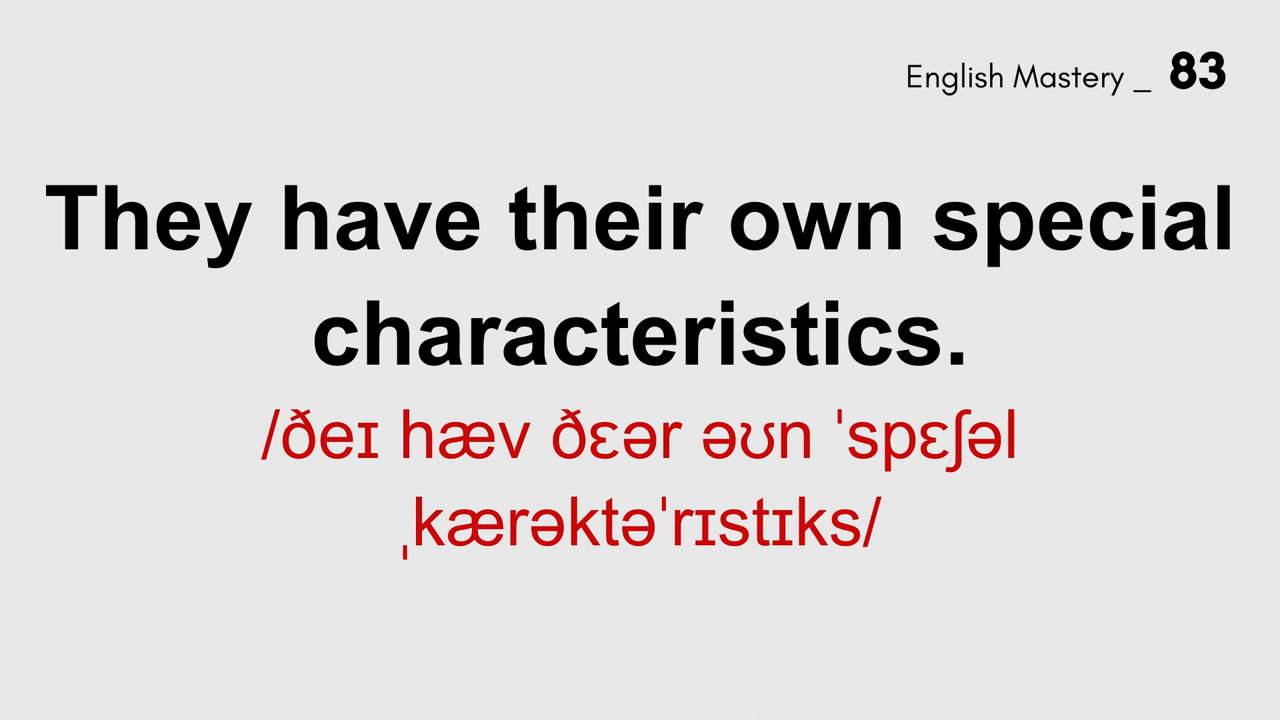 English Mastery _ 83
They have their own special
characteristics.
/ðeɪ hæv ðɛər əʊn ˈspɛʃəl
ˌkærəktəˈrɪstɪks/